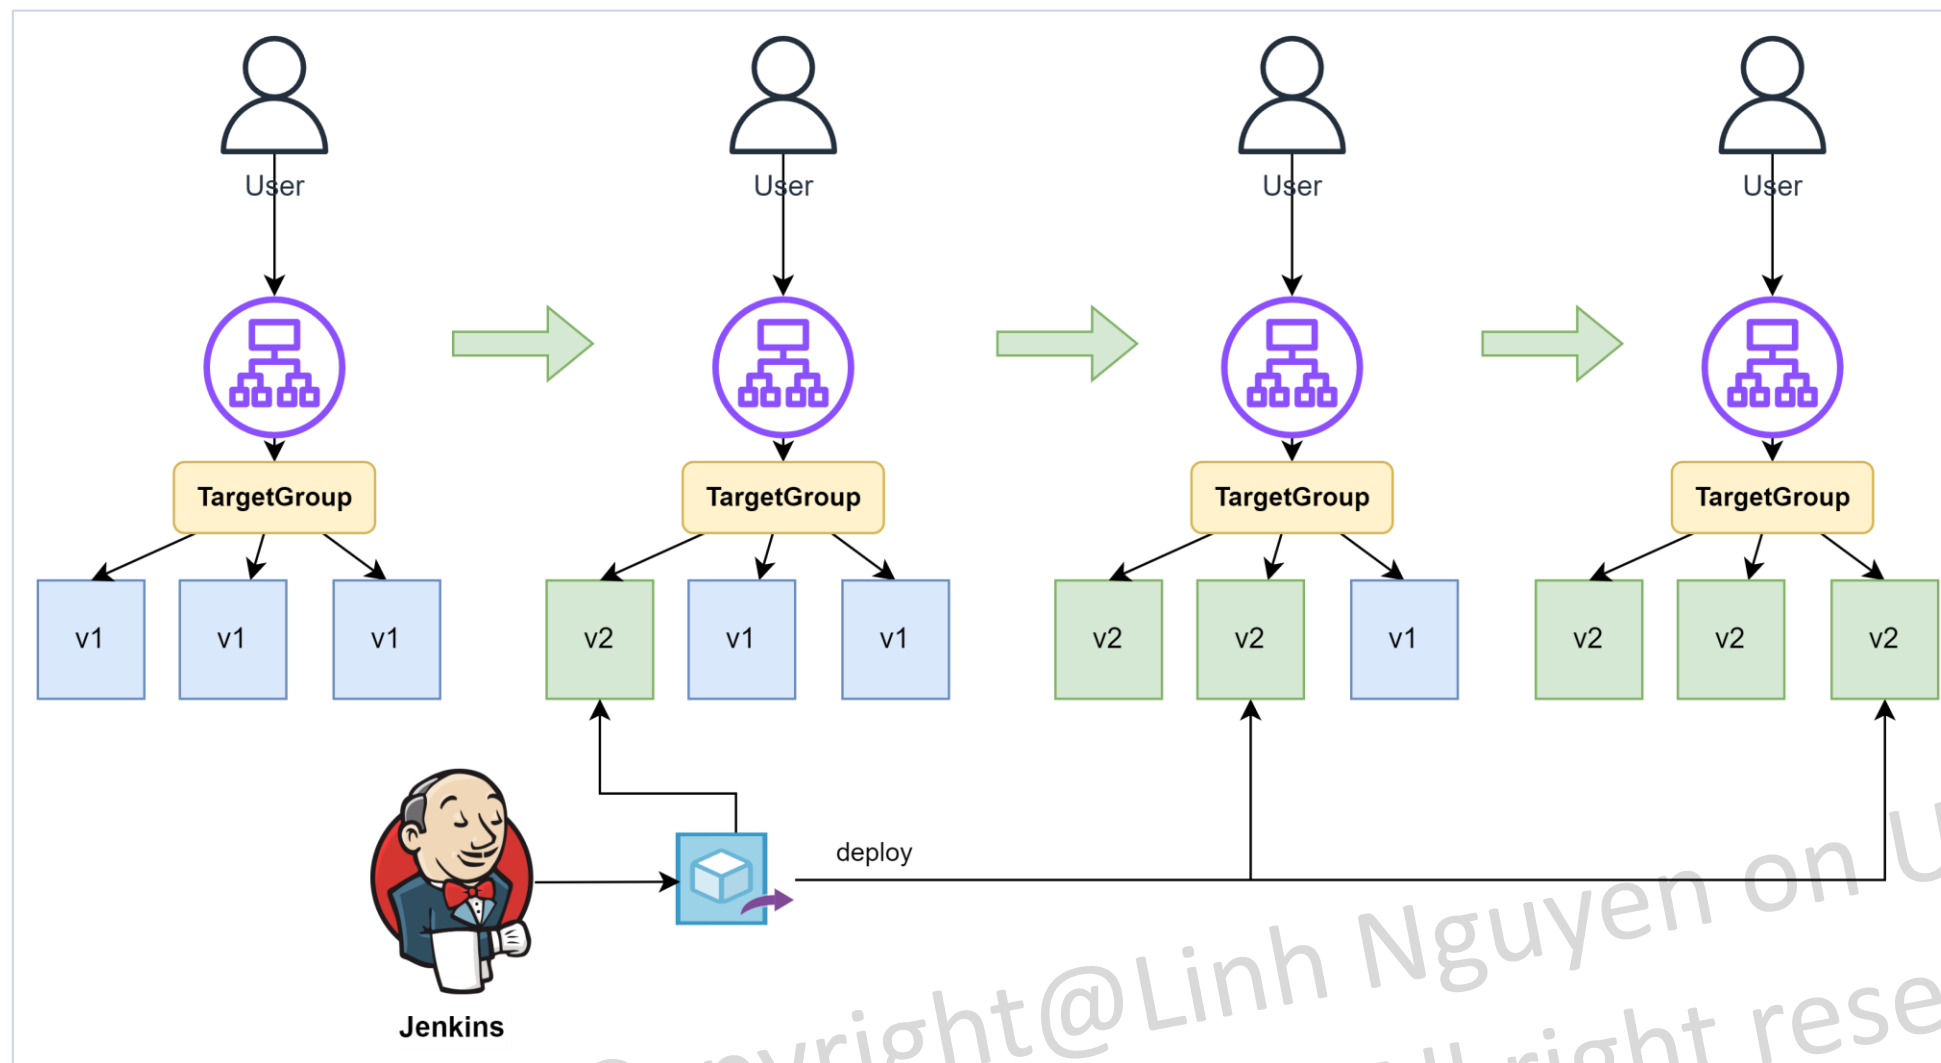 User User User User
TargetGroup TargetGroup TargetGroup TargetGroup
v1 v1 v1 v2 v1 v1 v2 v2 v1 v2 v2 v2
deploy
Jenkins
@Linh Nguyen on
right